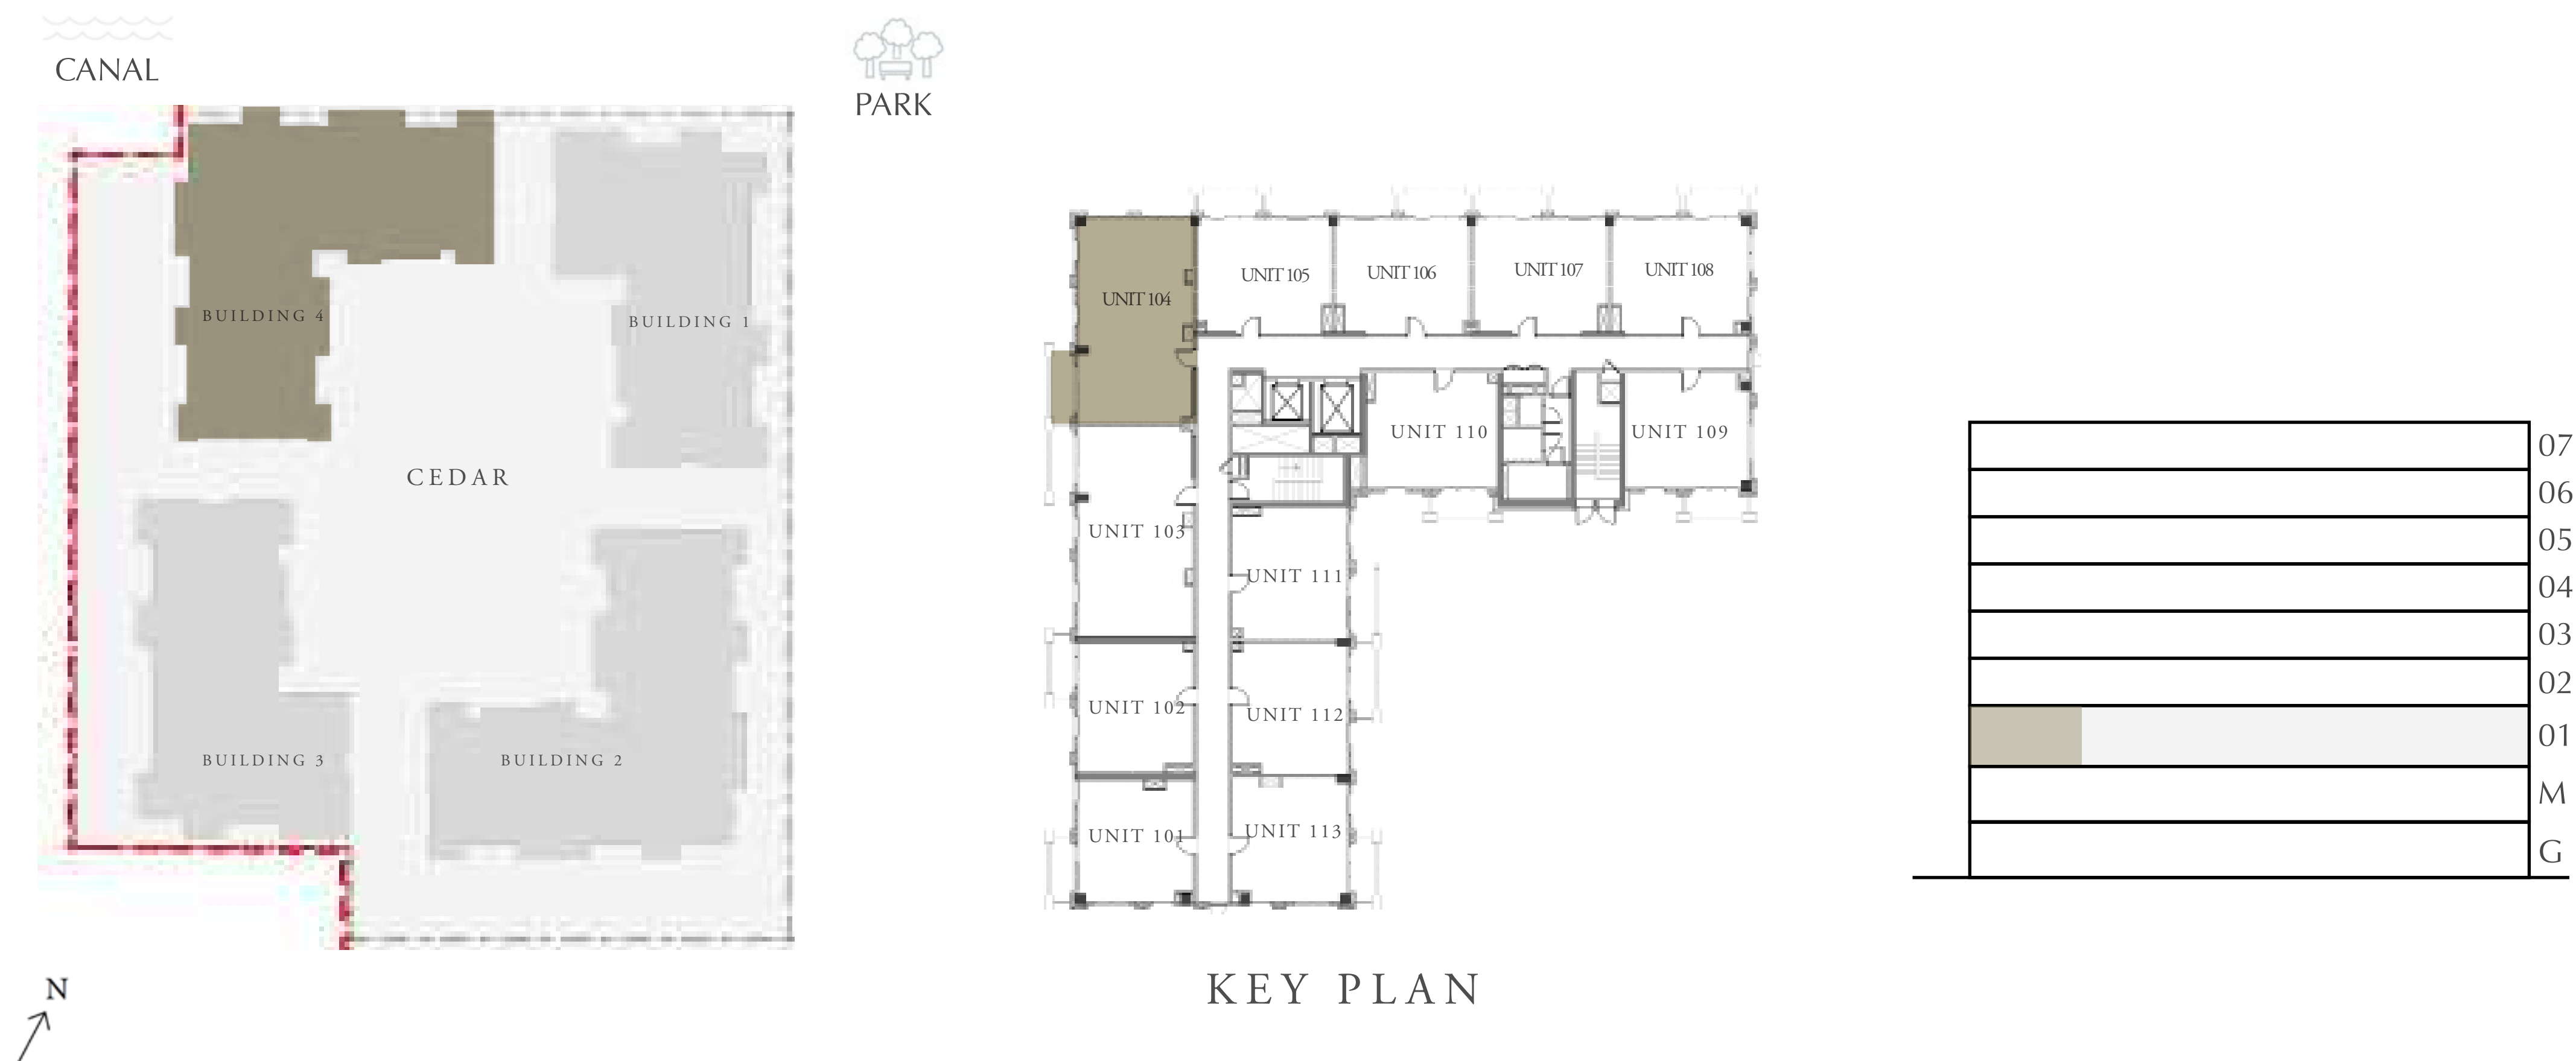 CANAL
PARK
BUILDING 4
BUILDING 1
CEDAR
BUILDING 3
BUILDING 2
N
UNIT 104
UNIT 105
UNIT 106
UNIT 107
UNIT 108
UNIT 110
UNIT 109
UNIT 103
UNIT 111
UNIT 102
UNIT 112
UNIT 101
UNIT 113
KEY PLAN
07
06
05
04
03
02
01
M
G